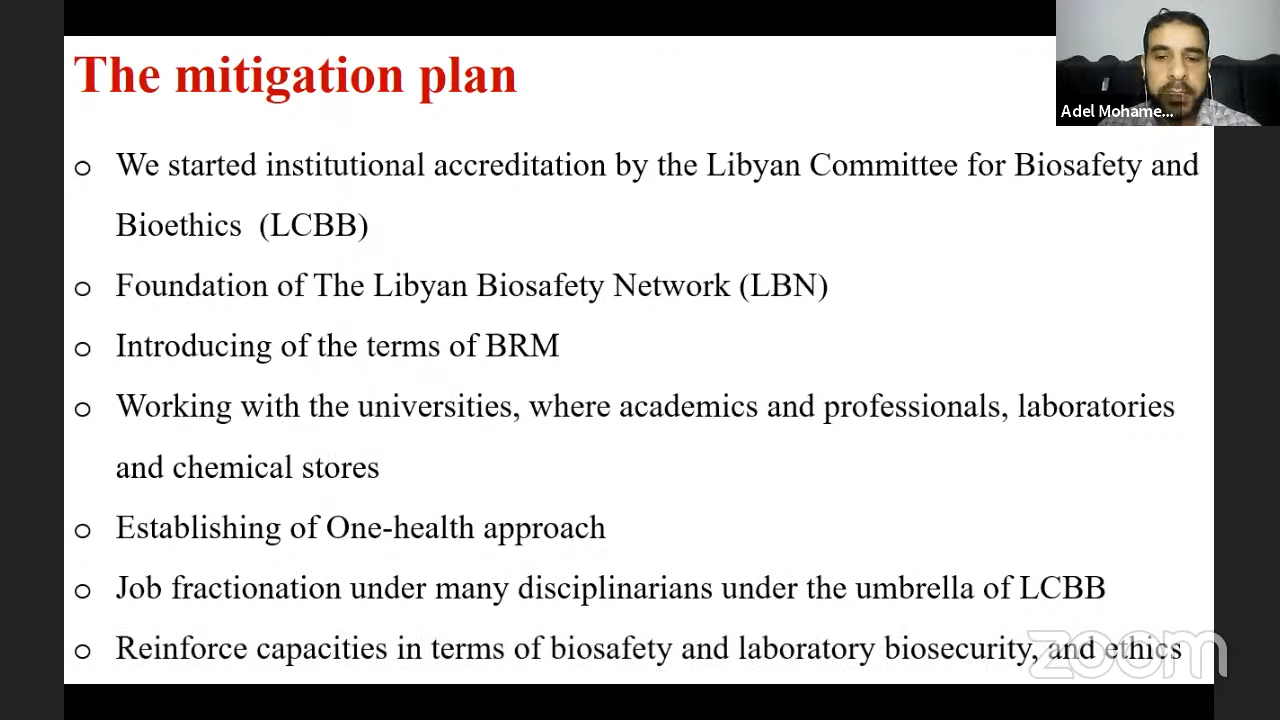 The mitigation plan
Adel Mohame...
o We started institutional accreditation by the Libyan Committee for Biosafety and
Bioethics (LCBB)
o Foundation of The Libyan Biosafety Network (LBN)
o Introducing of the terms of BRM
o Working with the universities, where academics and professionals, laboratories
and chemical stores
o Establishing of One-health approach
o Job fractionation under many disciplinarians under the umbrella of LCBB
o Reinforce capacities in terms of biosafety and laboratory biosecurity, and ethics
zoom